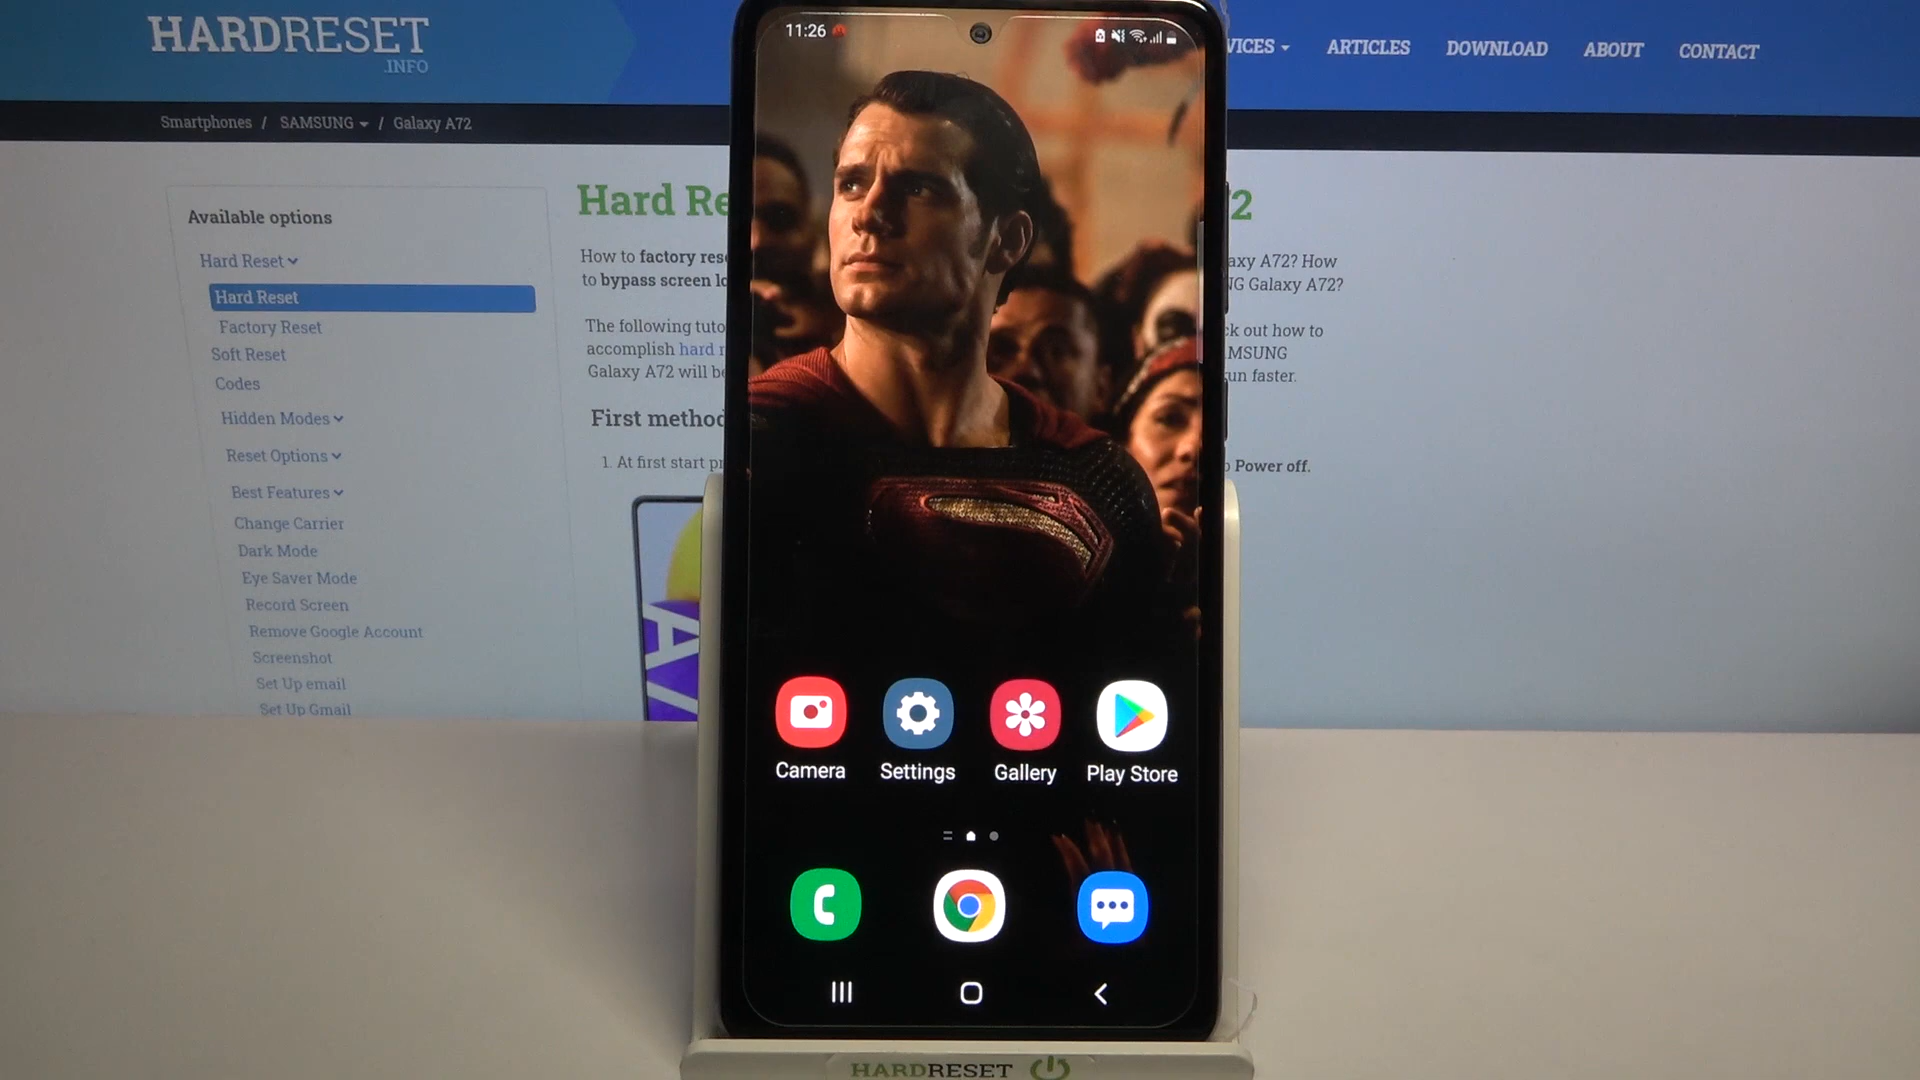 HARDRESET
.INFO
VICES
ARTICLES
DOWNLOAD
ABOUT
CONTACT
Smartphones / SAMSUNG / Galaxy A72
Available options
Hard Reset
Hard Reset
Factory Reset
Soft Reset
Codes
Hidden Modes
Reset Options
Best Features
Change Carrier
Dark Mode
Eye Saver Mode
Record Screen
Remove Google Account
Screenshot
Set Up email
Set Up Gmail
Hard Re
2
How to factory res
axy A72? How
to bypass screen lo
NG Galaxy A72?
The following tuto
ck out how to
accomplish hard r
AMSUNG
Galaxy A72 will be
run faster.
First method
1. At first start pr
Power off.
A7
11:26
Camera
Settings
Gallery
Play Store
HARDRESET